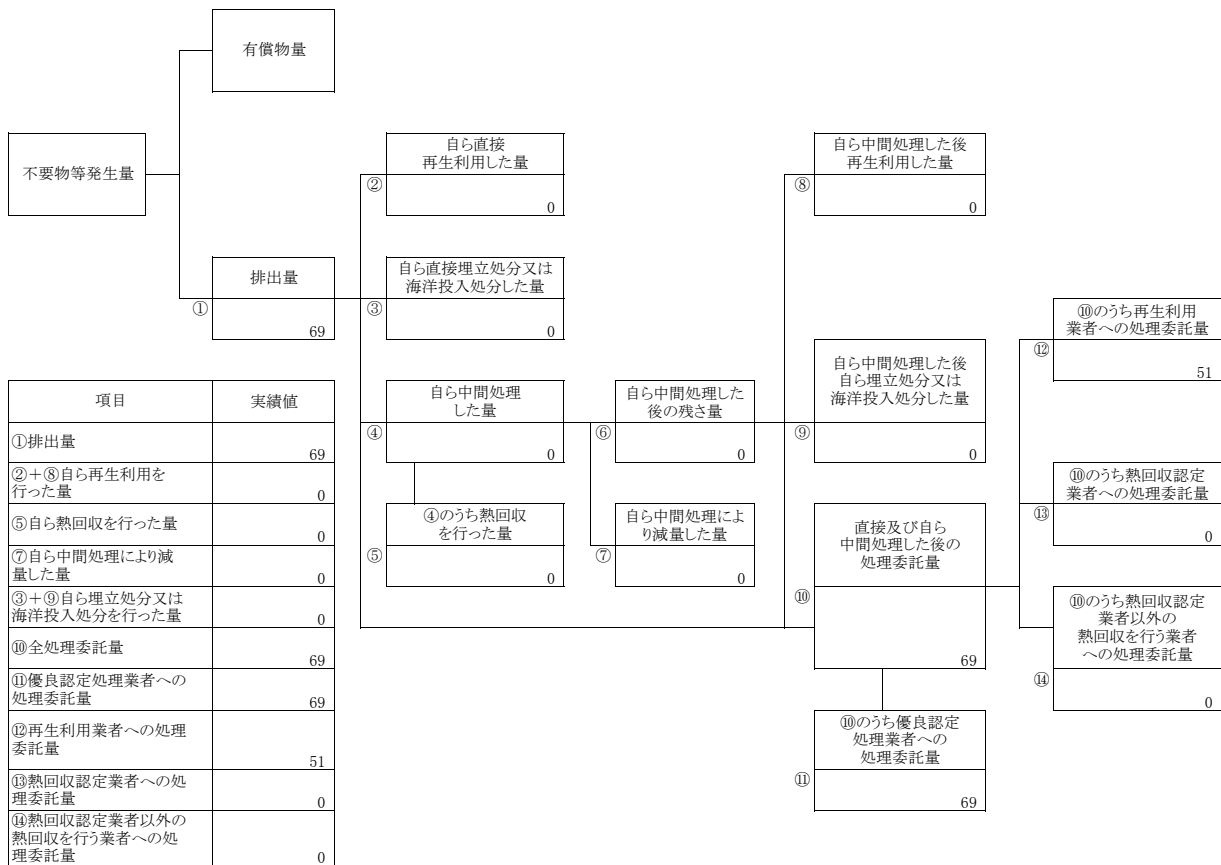 有償物量
不要物等発生量
自ら直接
再生利用した量
②
0
自ら中間処理した後
再生利用した量
⑧
0
排出量
①
69
自ら直接埋立処分又は
海洋投入処分した量
③
0
⑩のうち再生利用
業者への処理委託量
⑫
51
自ら中間処理
した量
④
0
自ら中間処理した
後の残さ量
⑥
0
自ら中間処理した後
自ら埋立処分又は
海洋投入処分した量
⑨
0
⑩のうち熱回収認定
業者への処理委託量
⑬
0
④のうち熱回収
を行った量
⑤
0
自ら中間処理によ
り減量した量
⑦
0
直接及び自ら
中間処理した後の
処理委託量
⑩
69
⑩のうち熱回収認定
業者以外の
熱回収を行う業者
への処理委託量
⑭
0
⑩のうち優良認定
処理業者への
処理委託量
⑪
69
項目 実績値
①排出量 69
②+⑧自ら再生利用を
行った量 0
⑤自ら熱回収を行った量 0
⑦自ら中間処理により減
量した量 0
③+⑨自ら埋立処分又は
海洋投入処分を行った量 0
⑩全処理委託量 69
⑪優良認定処理業者への
処理委託量 69
⑫再生利用業者への処理
委託量 51
⑬熱回収認定業者への処
理委託量 0
⑭熱回収認定業者以外の
熱回収を行う業者への処
理委託量 0